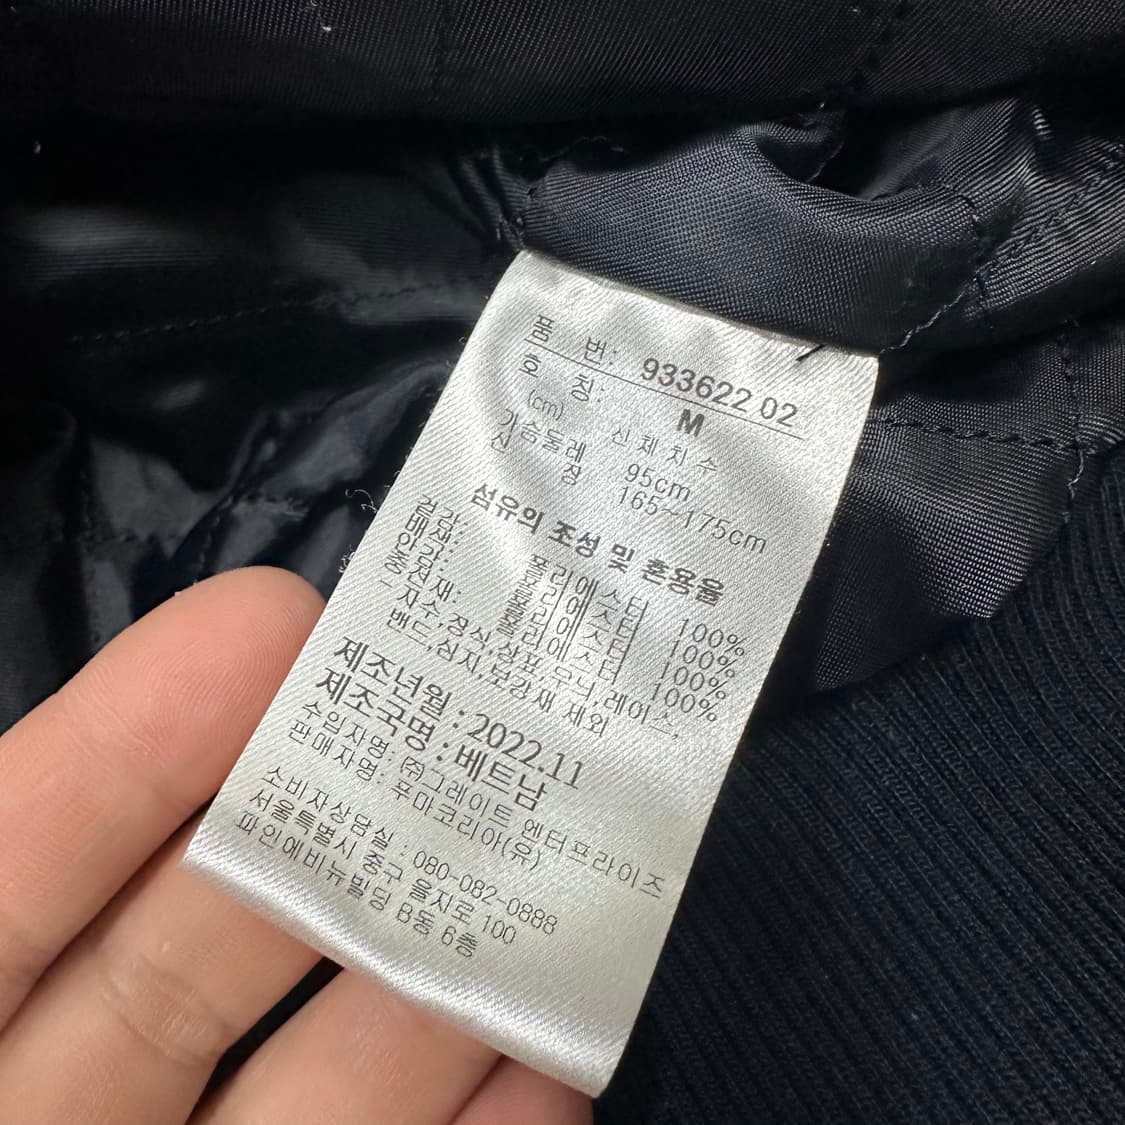 품 번: 933622 02
호 칭: M
(cm) 신체치수
가슴둘레 95cm
신 장 165~175cm
섬유의 조성 및 혼용율
겉감: 폴리에스터 100%
배색: 폴리에스터 100%
안감: 폴리에스터 100%
충전재: 폴리에스터 100%
- 자수,장식,상표,무늬,레이스,
밴드,심지,보강재 제외
제조년월 : 2022.11
제조국명 : 베트남
수입자명: ㈜그레이트 엔터프라이즈
판매자명: 푸마코리아(유)
소비자상담실 : 080-082-0888
서울특별시 중구 을지로 100
파인에비뉴빌딩 B동 6층